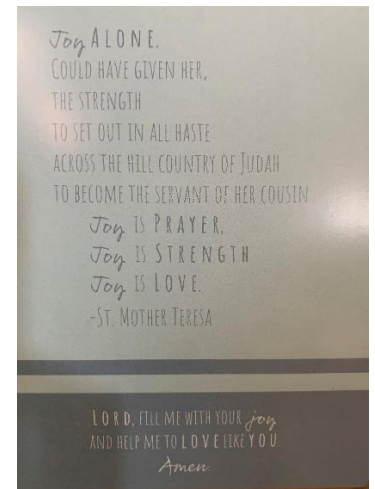 Joy ALONE.
COULD HAVE GIVEN HER,
THE STRENGTH
TO SET OUT IN ALL HASTE
ACROSS THE HILL COUNTRY OF JUDAH
TO BECOME THE SERVANT OF HER COUSIN
Joy IS PRAYER,
Joy IS STRENGTH
Joy IS LOVE.
-ST. MOTHER TERESA
LORD, FILL ME WITH YOUR joy
AND HELP ME TO LOVE LIKE YOU.
Amen.